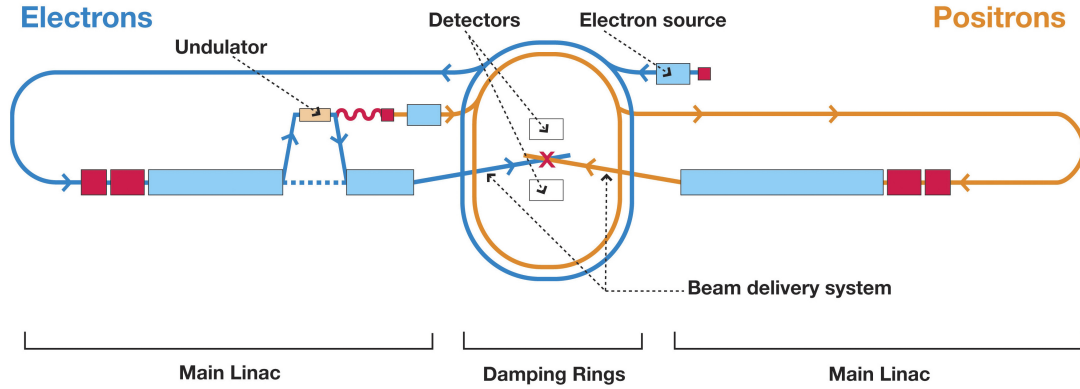 Electrons
Detectors
Electron source
Positrons
Undulator
Beam delivery system
Main Linac
Damping Rings
Main Linac